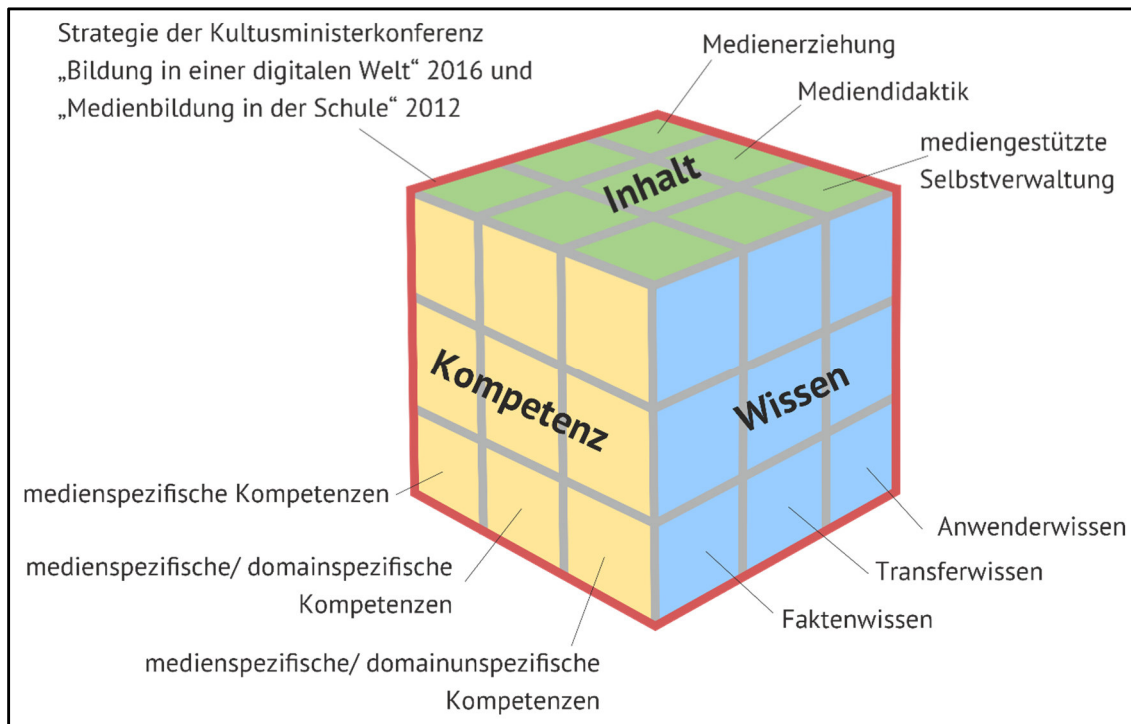 Strategie der Kultusministerkonferenz
„Bildung in einer digitalen Welt“ 2016 und
„Medienbildung in der Schule“ 2012
Medienerziehung
Mediendidaktik
mediengestützte
Selbstverwaltung
Inhalt
Kompetenz
Wissen
medienspezifische Kompetenzen
medienspezifische/ domainspezifische
Kompetenzen
medienspezifische/ domainunspezifische
Kompetenzen
Anwenderwissen
Transferwissen
Faktenwissen